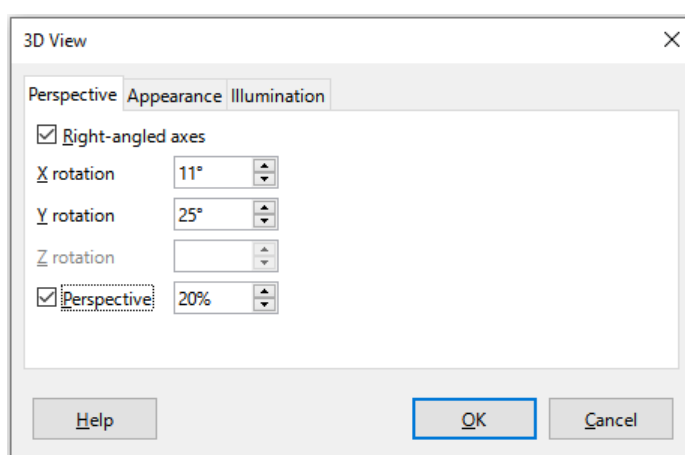 3D View
Perspective Appearance Illumination
Right-angled axes
X rotation 11°
Y rotation 25°
Z rotation
Perspective 20%
Help OK Cancel